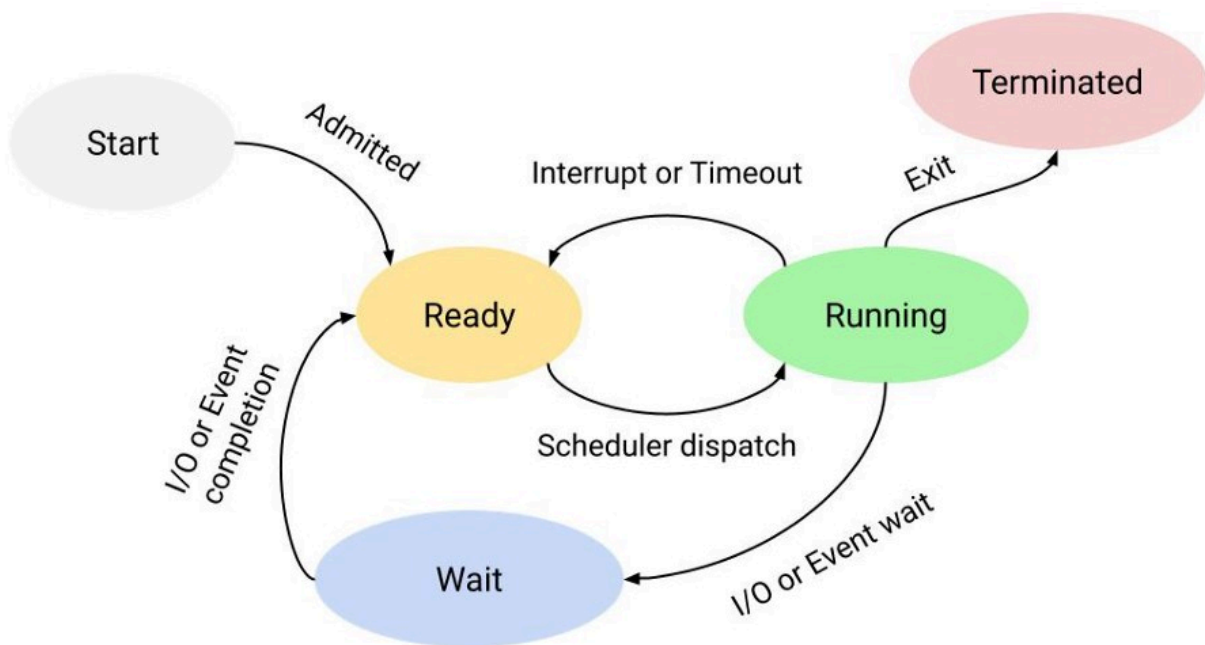 Terminated
Start
Admitted
Interrupt or Timeout
Exit
Ready
Running
I/O or Event
completion
Scheduler dispatch
I/O or Event wait
Wait